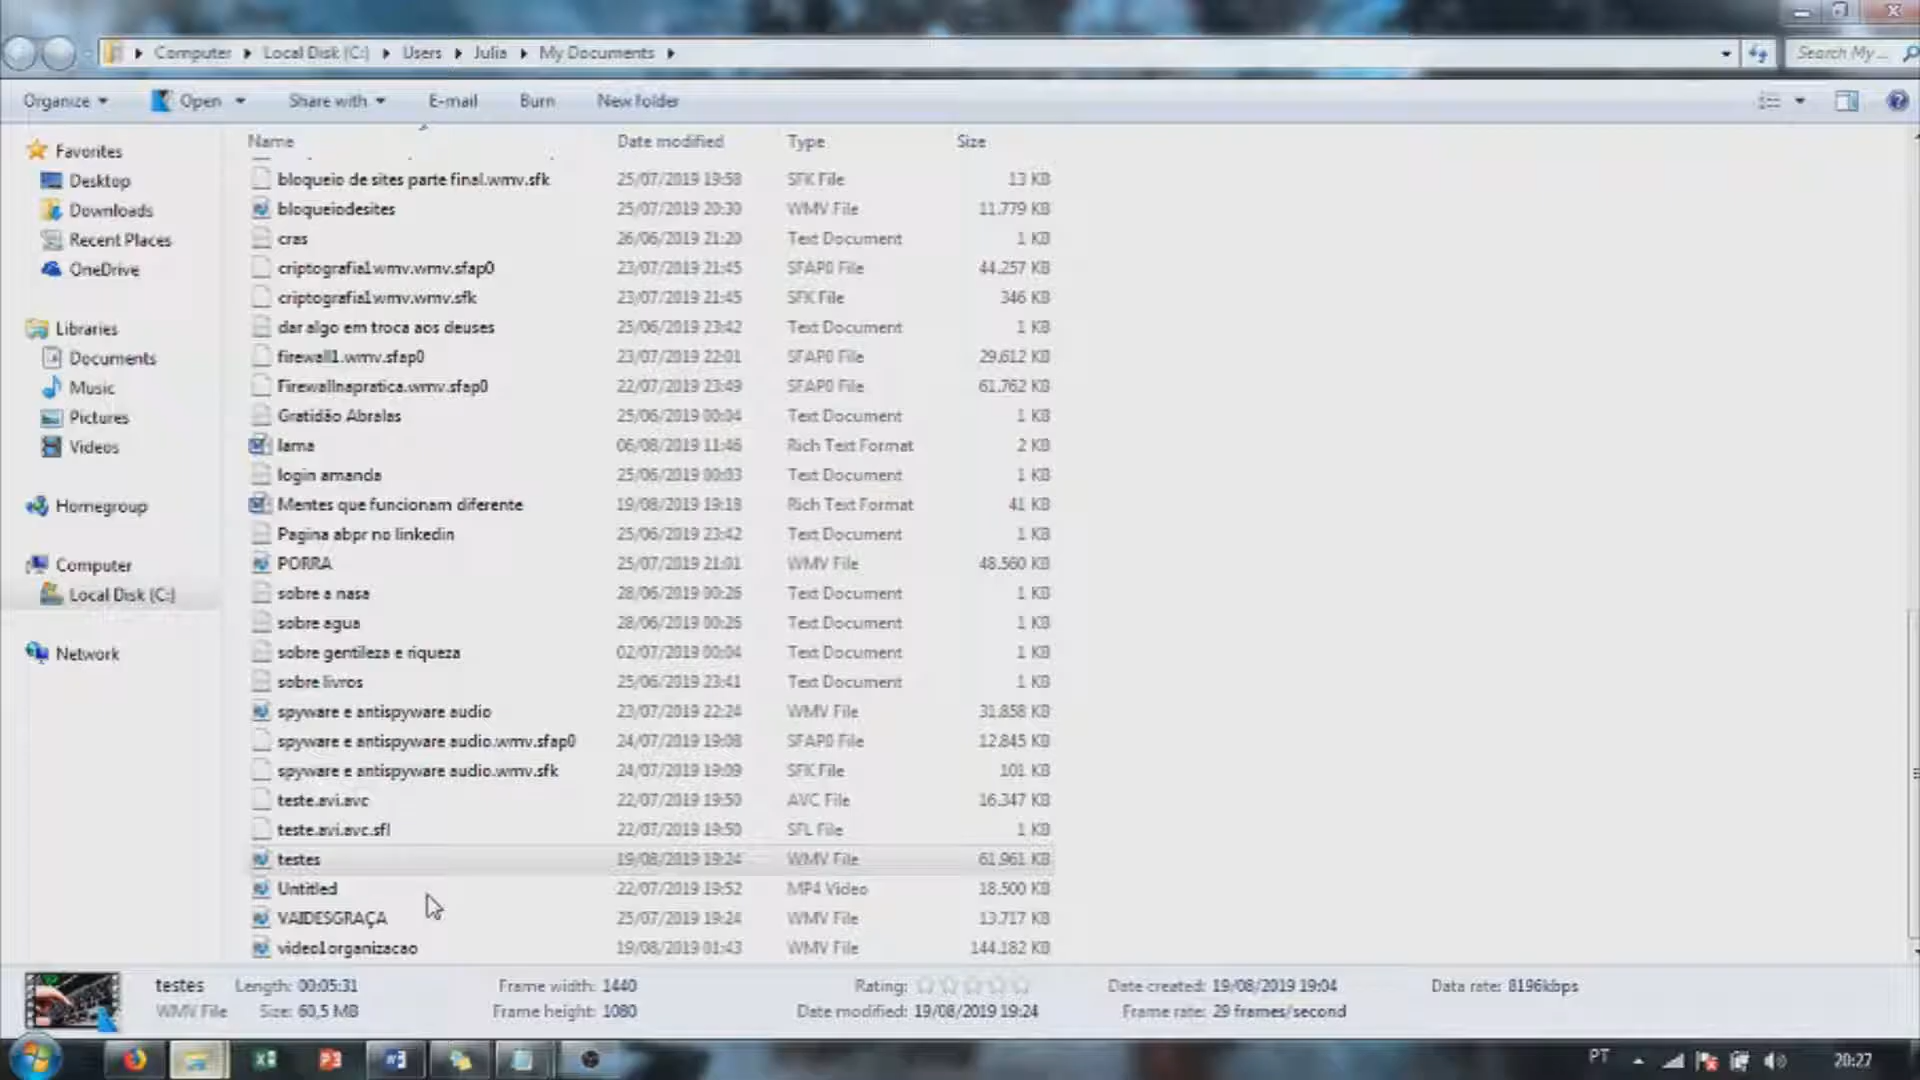 Computer Local Disk (C:) Users Julia My Documents Search My ...
Organize Open Share with E-mail Burn New folder
Name Date modified Type Size
Favorites
Desktop
Downloads
Recent Places
OneDrive
Libraries
Documents
Music
Pictures
Videos
Homegroup
Computer
Local Disk (C:)
Network
bloqueio de sites parte final.wmv.sfk 25/07/2019 19:58 SFK File 13 KB
bloqueiodesites 25/07/2019 20:30 WMV File 11.779 KB
cras 26/06/2019 21:20 Text Document 1 KB
criptografia1.wmv.wmv.sfap0 23/07/2019 21:45 SFAP0 File 44.257 KB
criptografia1.wmv.wmv.sfk 23/07/2019 21:45 SFK File 346 KB
dar algo em troca aos deuses 25/06/2019 23:42 Text Document 1 KB
firewall1.wmv.sfap0 23/07/2019 22:01 SFAP0 File 29.612 KB
Firewallnapratica.wmv.sfap0 22/07/2019 23:49 SFAP0 File 61.762 KB
Gratidão Abralas 25/06/2019 00:04 Text Document 1 KB
lama 06/08/2019 11:46 Rich Text Format 2 KB
login amanda 25/06/2019 00:03 Text Document 1 KB
Mentes que funcionam diferente 19/08/2019 19:18 Rich Text Format 41 KB
Pagina abpr no linkedin 25/06/2019 23:42 Text Document 1 KB
PORRA 25/07/2019 21:01 WMV File 48.560 KB
sobre a nasa 28/06/2019 00:26 Text Document 1 KB
sobre agua 28/06/2019 00:26 Text Document 1 KB
sobre gentileza e riqueza 02/07/2019 00:04 Text Document 1 KB
sobre livros 25/06/2019 23:41 Text Document 1 KB
spyware e antispyware audio 23/07/2019 22:24 WMV File 31.858 KB
spyware e antispyware audio.wmv.sfap0 24/07/2019 19:08 SFAP0 File 12.845 KB
spyware e antispyware audio.wmv.sfk 24/07/2019 19:09 SFK File 101 KB
teste.avi.avc 22/07/2019 19:50 AVC File 16.347 KB
teste.avi.avc.sfl 22/07/2019 19:50 SFL File 1 KB
testes 19/08/2019 19:24 WMV File 61.961 KB
Untitled 22/07/2019 19:52 MP4 Video 18.500 KB
VAIDESGRAÇA 25/07/2019 19:24 WMV File 13.717 KB
video1organizacao 19/08/2019 01:43 WMV File 144.182 KB
testes Length: 00:05:31 Frame width: 1440 Rating: Date created: 19/08/2019 19:04 Data rate: 8196kbps
WMV File Size: 60,5 MB Frame height: 1080 Date modified: 19/08/2019 19:24 Frame rate: 29 frames/second
PT 20:27